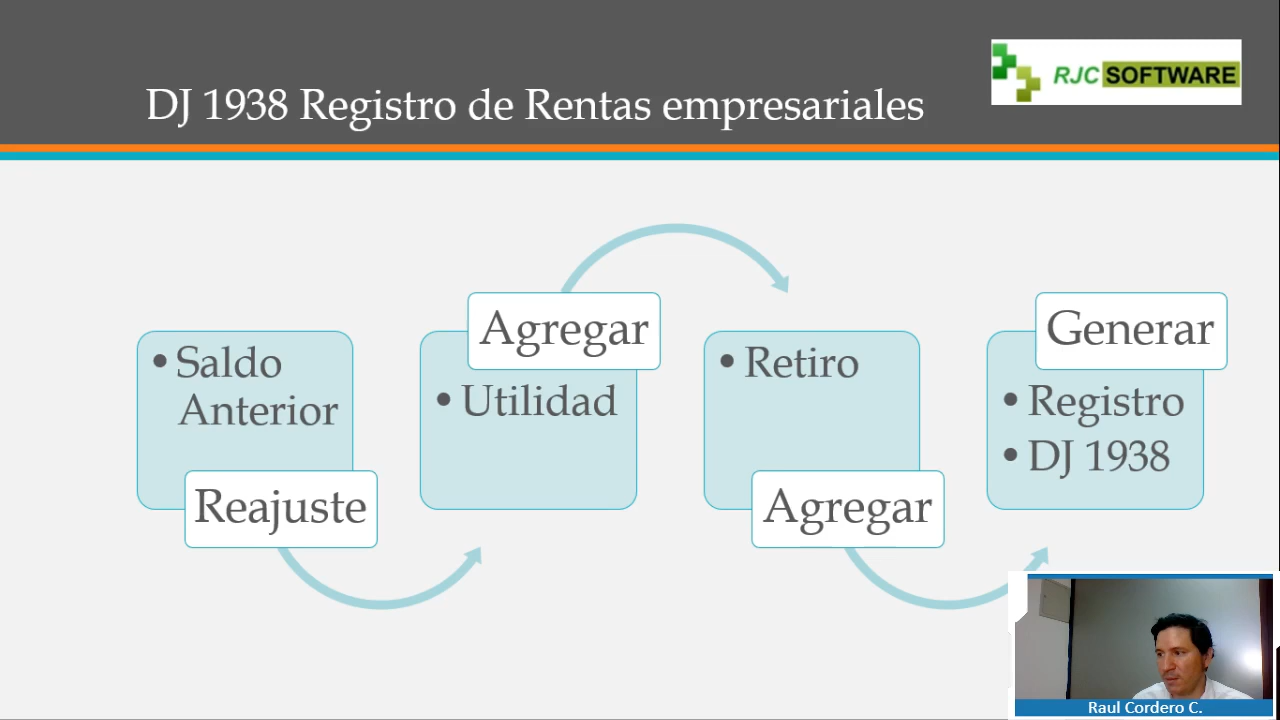 DJ 1938 Registro de Rentas empresariales
RJC SOFTWARE
• Saldo
Anterior
Reajuste
Agregar
• Utilidad
• Retiro
Agregar
Generar
• Registro
• DJ 1938
Raul Cordero C.